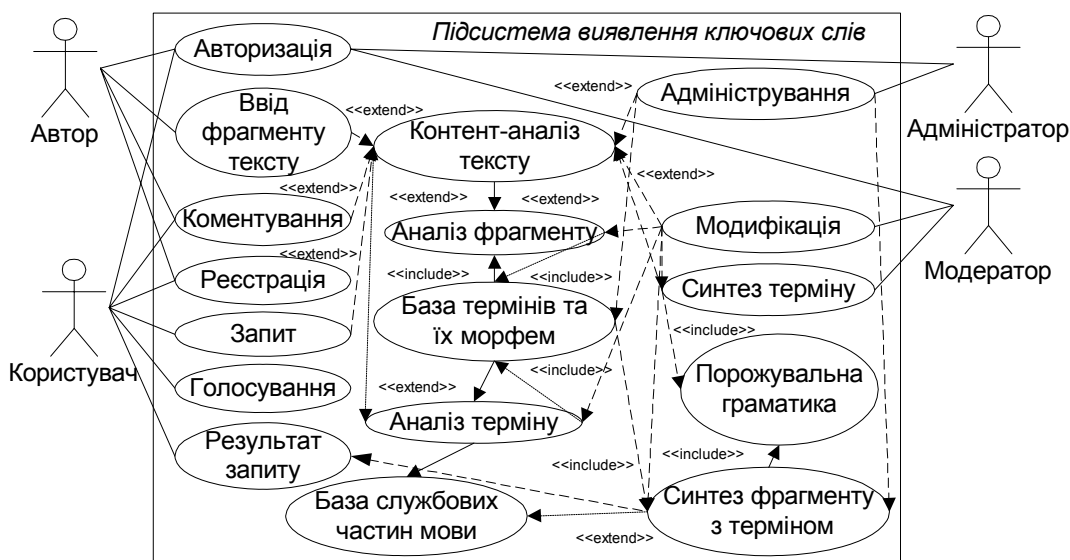 Підсистема виявлення ключових слів
Авторизація
<<extend>>
Адміністрування
Автор
Адміністратор
Ввід
фрагменту
тексту
<<extend>>
Контент-аналіз
тексту
<<extend>>
<<extend>>
<<extend>>
<<extend>>
Коментування
Аналіз фрагменту
Модифікація
<<extend>>
Реєстрація
<<include>>
<<include>>
Синтез терміну
Модератор
База термінів та
їх морфем
Запит
<<include>>
Користувач
Голосування
<<extend>>
<<include>>
Порожувальна
граматика
Аналіз терміну
Результат
запиту
<<include>>
<<include>>
База службових
частин мови
Синтез фрагменту
з терміном
<<extend>>